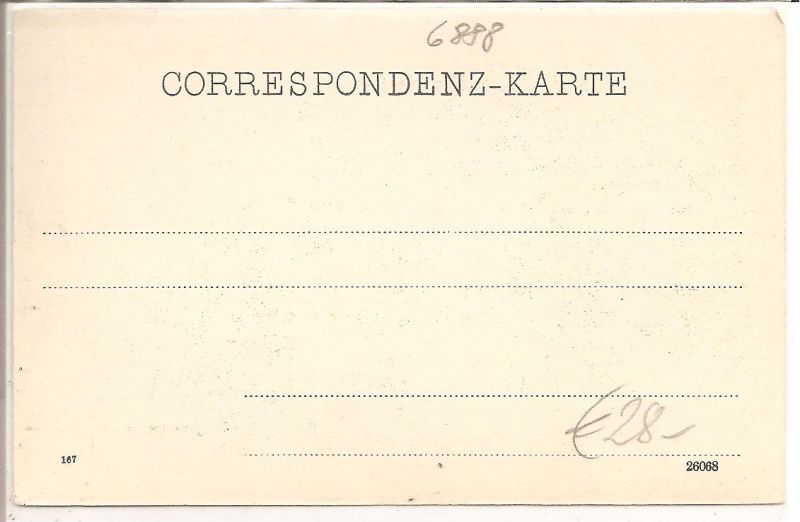 6898
CORRESPONDENZ-KARTE
€28-
167
26068